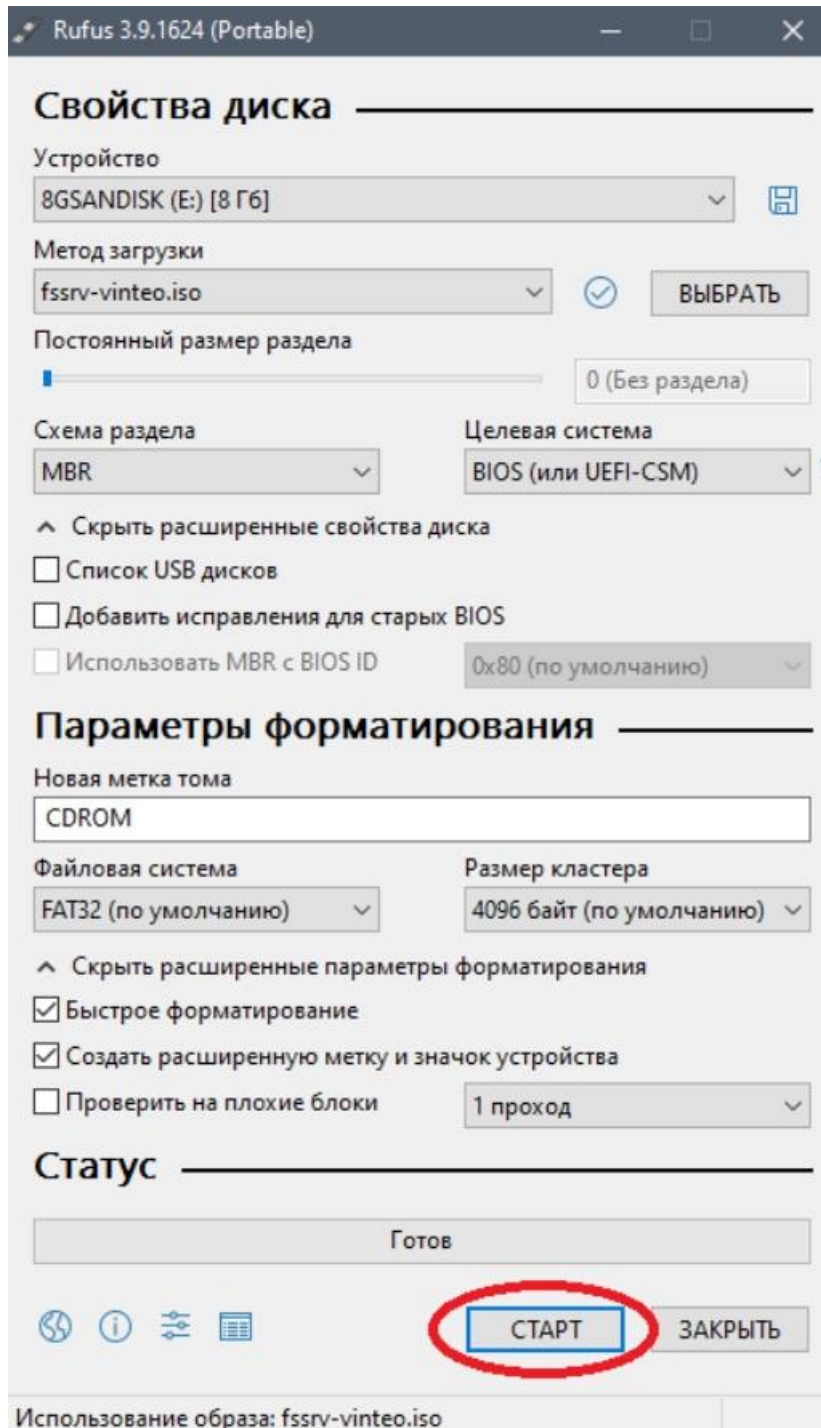 Rufus 3.9.1624 (Portable)
Свойства диска
Устройство
8GSANDISK (E:) [8 Гб]
Метод загрузки
fssrv-vinteo.iso
ВЫБРАТЬ
Постоянный размер раздела
0 (Без раздела)
Схема раздела
Целевая система
MBR
BIOS (или UEFI-CSM)
Скрыть расширенные свойства диска
Список USB дисков
Добавить исправления для старых BIOS
Использовать MBR с BIOS ID
0x80 (по умолчанию)
Параметры форматирования
Новая метка тома
CDROM
Файловая система
Размер кластера
FAT32 (по умолчанию)
4096 байт (по умолчанию)
Скрыть расширенные параметры форматирования
Быстрое форматирование
Создать расширенную метку и значок устройства
Проверить на плохие блоки
1 проход
Статус
Готов
СТАРТ
ЗАКРЫТЬ
Использование образа: fssrv-vinteo.iso